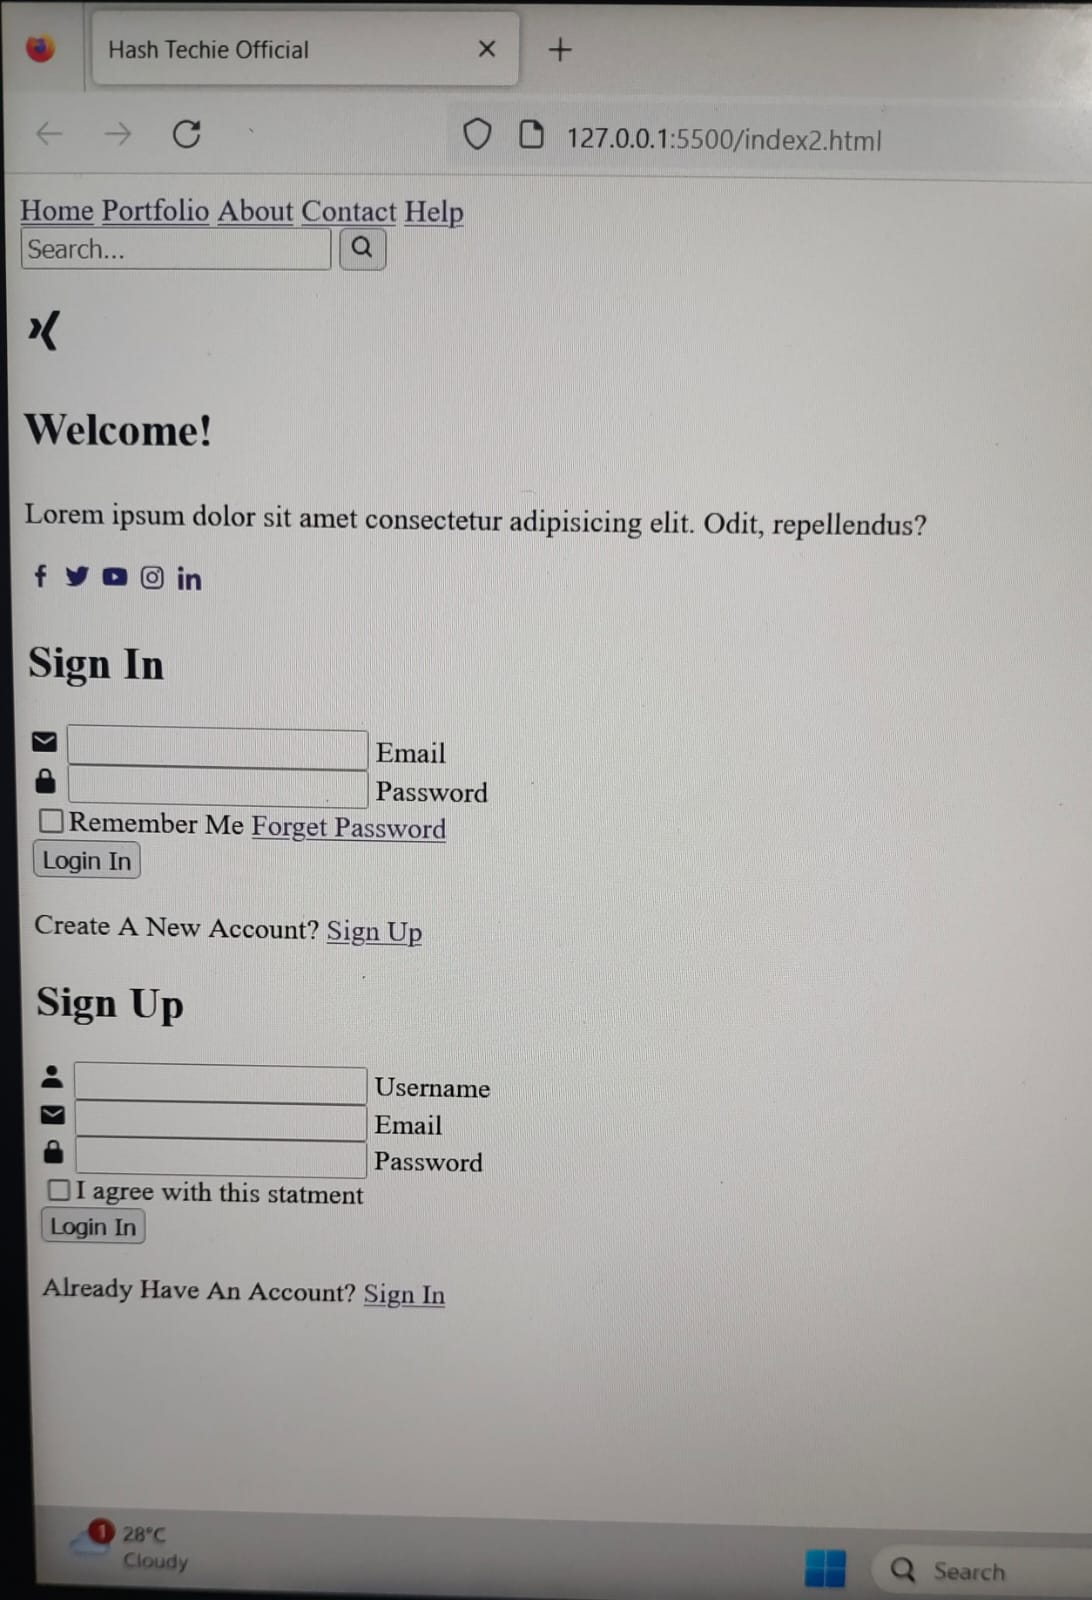 Hash Techie Official
127.0.0.1:5500/index2.html
Home Portfolio About Contact Help
Search...
Welcome!
Lorem ipsum dolor sit amet consectetur adipisicing elit. Odit, repellendus?
Sign In
Email
Password
Remember Me Forget Password
Login In
Create A New Account? Sign Up
Sign Up
Username
Email
Password
I agree with this statment
Login In
Already Have An Account? Sign In
1
28°C
Cloudy
Search